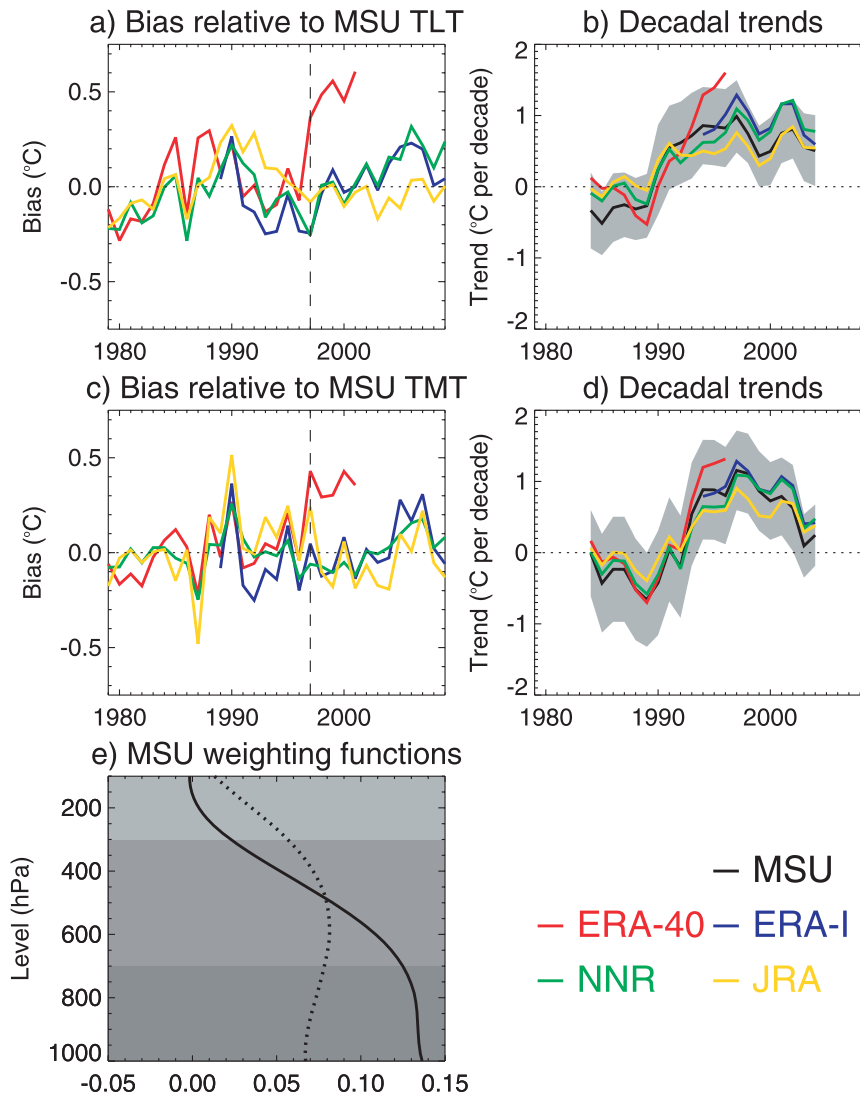 a) Bias relative to MSU TLT
b) Decadal trends
Bias (°C)
0.5
0.0
-0.5
1980 1990 2000
Trend (°C per decade)
2
1
0
-1
-2
1980 1990 2000
c) Bias relative to MSU TMT
d) Decadal trends
Bias (°C)
0.5
0.0
-0.5
1980 1990 2000
Trend (°C per decade)
2
1
0
-1
-2
1980 1990 2000
e) MSU weighting functions
Level (hPa)
200
400
600
800
1000
-0.05 0.00 0.05 0.10 0.15
MSU
ERA-40 ERA-I
NNR JRA